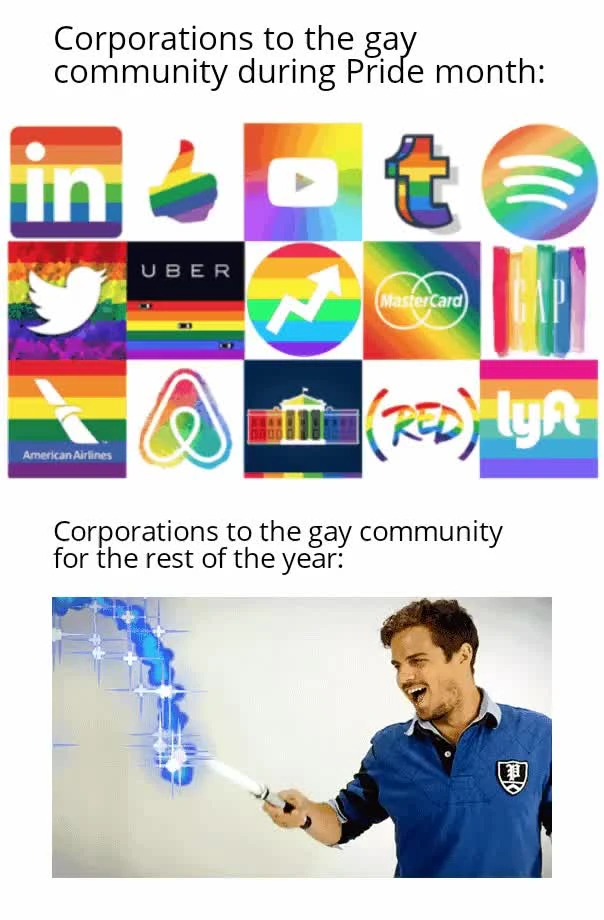 Corporations to the gay
community during Pride month:
in
t
UBER
MasterCard
GAP
American Airlines
(RED)
lyft
Corporations to the gay community
for the rest of the year:
P